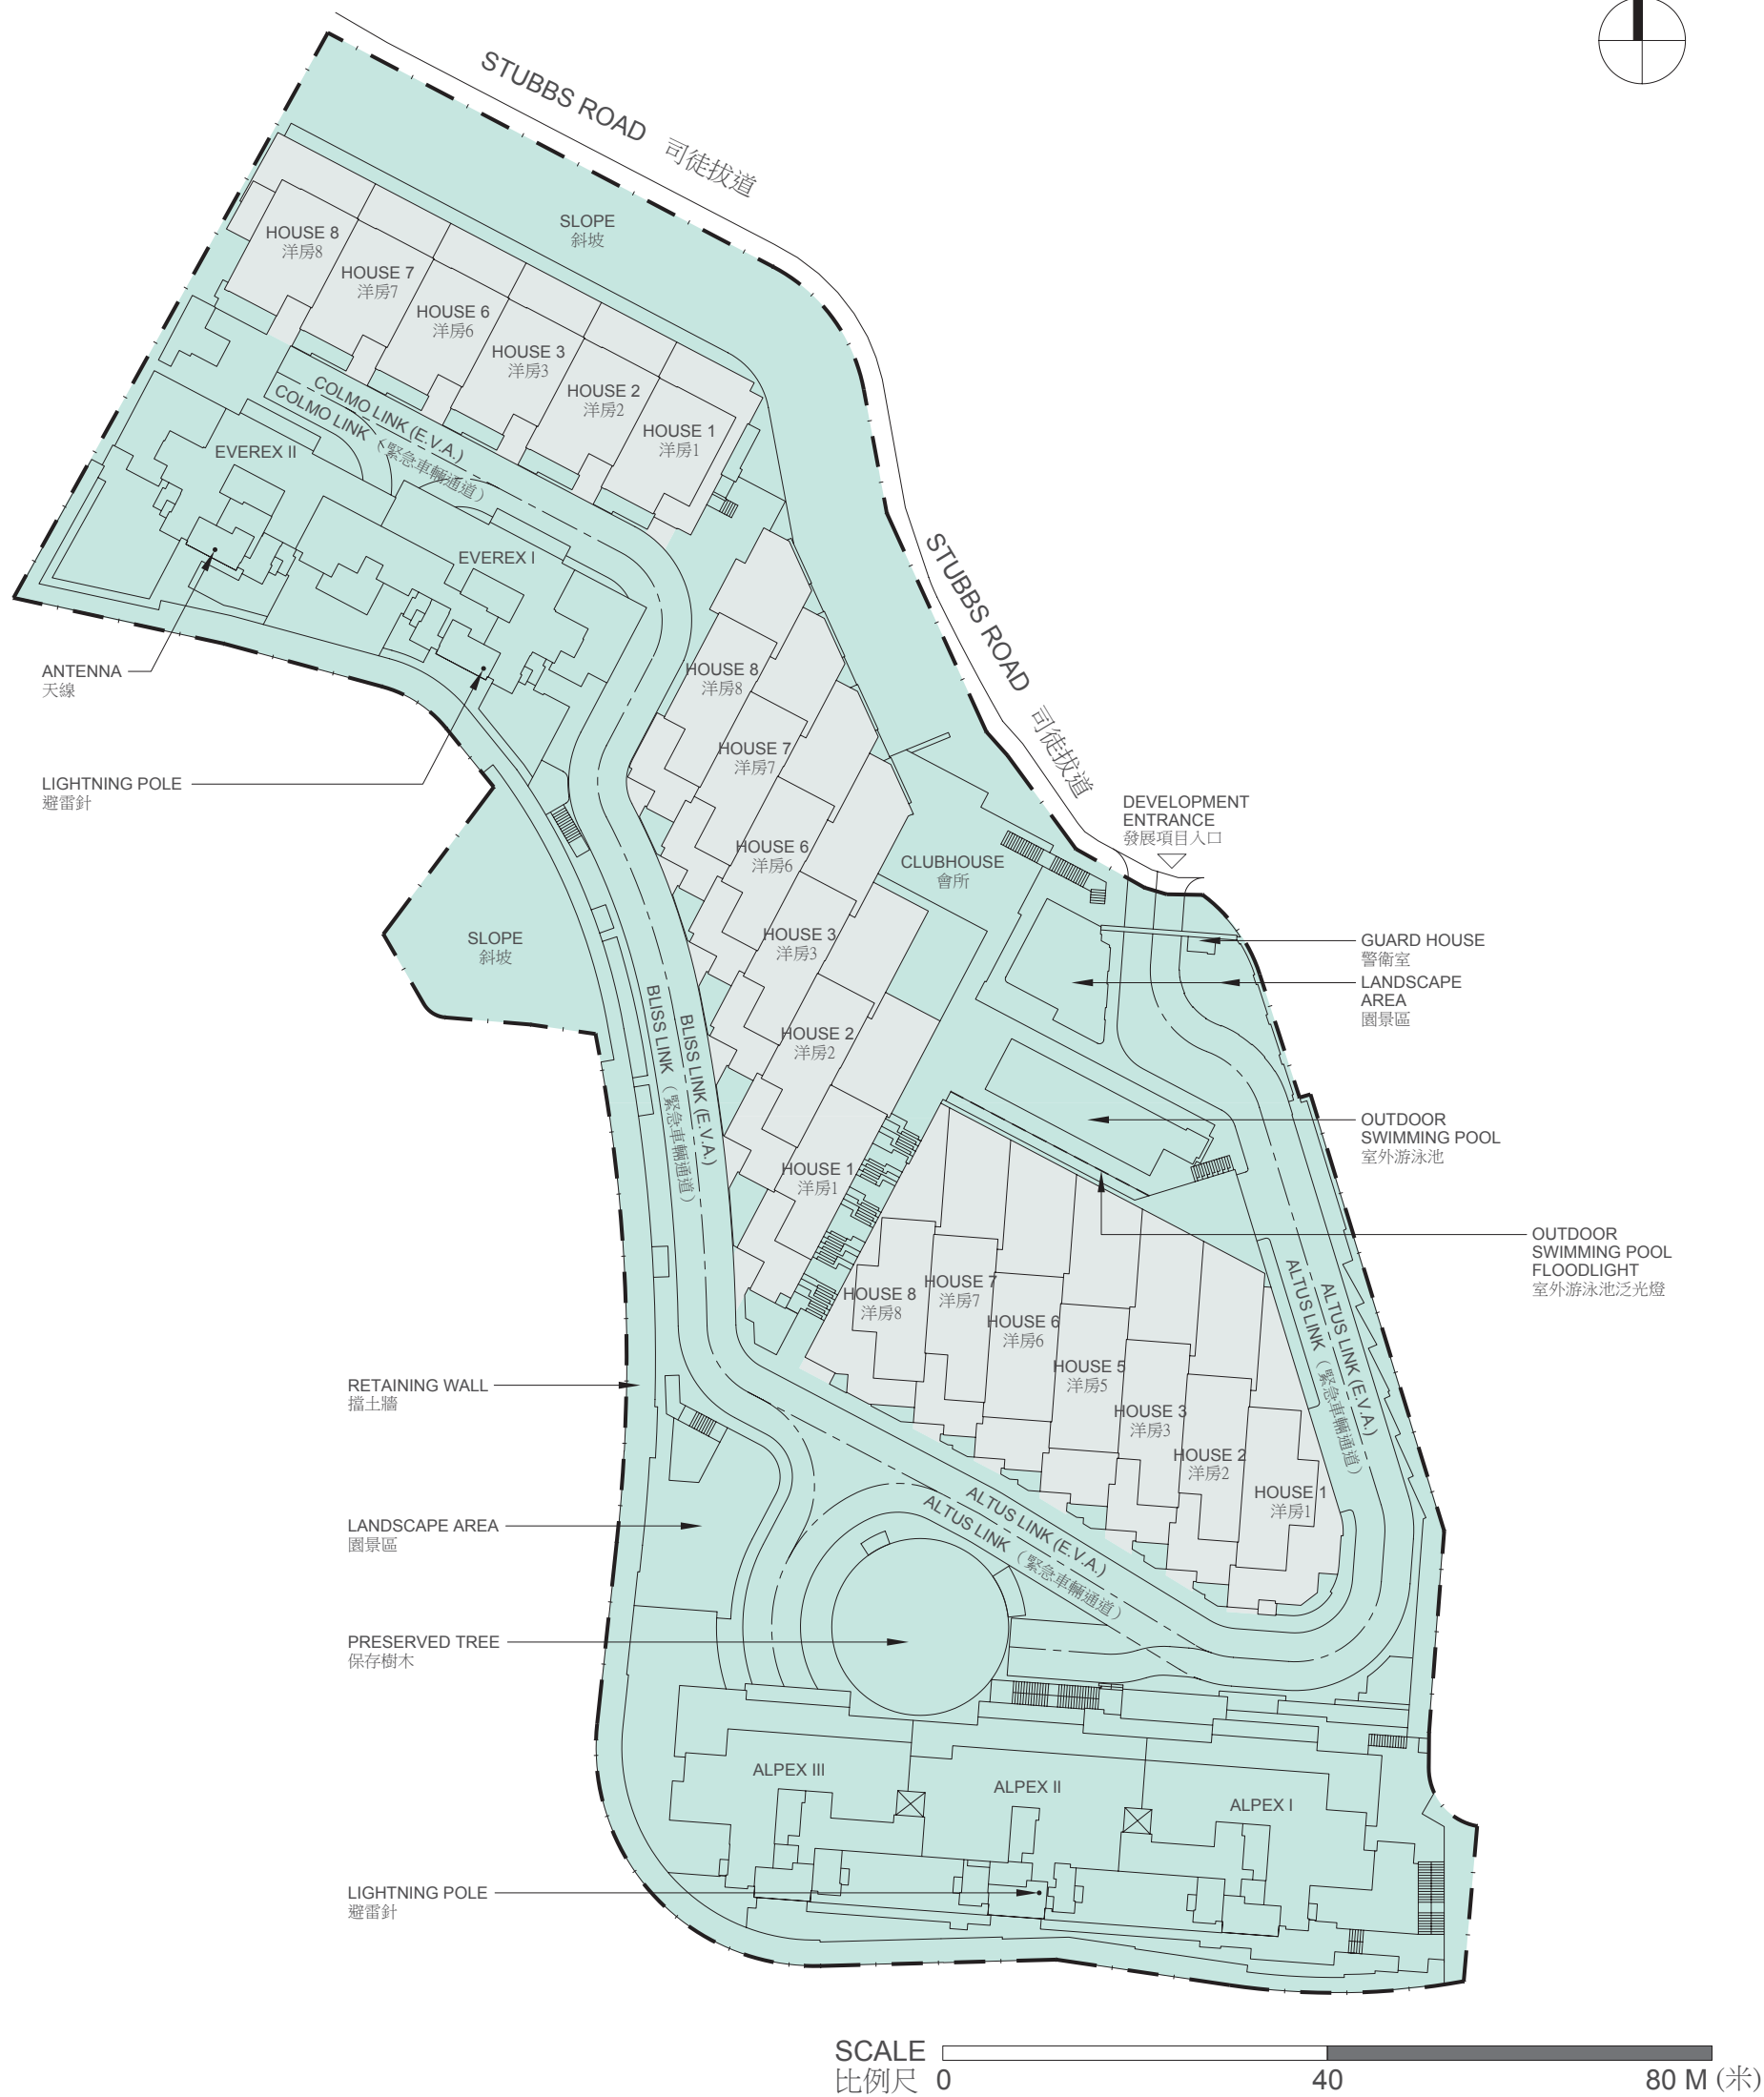 STUBBS ROAD 司徒拔道
SLOPE
斜坡
HOUSE 8
洋房8
HOUSE 7
洋房7
HOUSE 6
洋房6
HOUSE 3
洋房3
HOUSE 2
洋房2
HOUSE 1
洋房1
COLMO LINK (E.V.A.)
COLMO LINK（緊急車輛通道）
EVEREX II
EVEREX I
STUBBS ROAD 司徒拔道
ANTENNA
天線
LIGHTNING POLE
避雷針
HOUSE 8
洋房8
HOUSE 7
洋房7
HOUSE 6
洋房6
HOUSE 3
洋房3
HOUSE 2
洋房2
HOUSE 1
洋房1
DEVELOPMENT
ENTRANCE
發展項目入口
CLUBHOUSE
會所
SLOPE
斜坡
GUARD HOUSE
警衛室
LANDSCAPE
AREA
園景區
BLISS LINK (E.V.A.)
BLISS LINK（緊急車輛通道）
OUTDOOR
SWIMMING POOL
室外游泳池
OUTDOOR
SWIMMING POOL
FLOODLIGHT
室外游泳池泛光燈
HOUSE 8
洋房8
HOUSE 7
洋房7
HOUSE 6
洋房6
HOUSE 5
洋房5
HOUSE 3
洋房3
HOUSE 2
洋房2
HOUSE 1
洋房1
ALTUS LINK (E.V.A.)
ALTUS LINK（緊急車輛通道）
RETAINING WALL
擋土牆
ALTUS LINK (E.V.A.)
ALTUS LINK（緊急車輛通道）
LANDSCAPE AREA
園景區
PRESERVED TREE
保存樹木
ALPEX III
ALPEX II
ALPEX I
LIGHTNING POLE
避雷針
SCALE
比例尺 0 40 80 M (米)